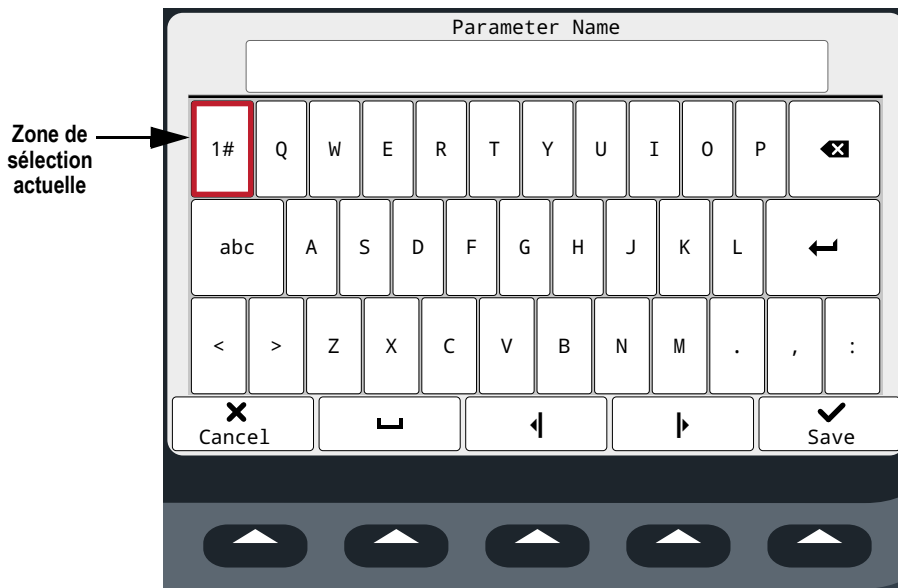 Parameter Name
Zone de
sélection
actuelle
1# Q W E R T Y U I O P
abc A S D F G H J K L
< > Z X C V B N M . , :
Cancel Save